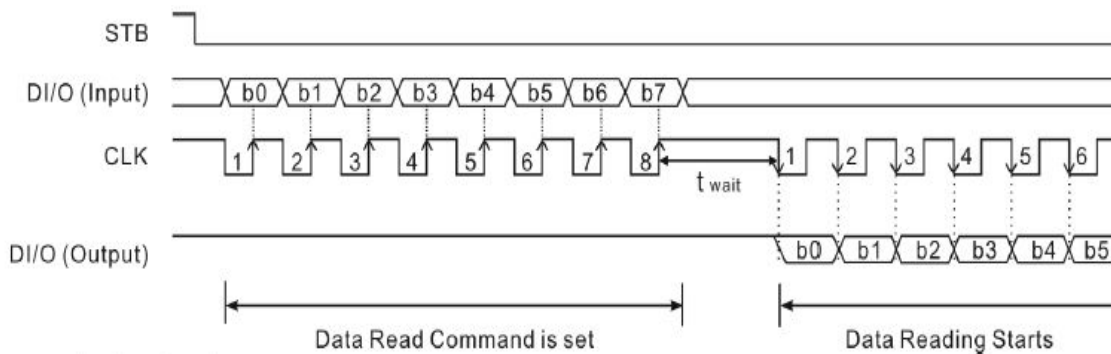 STB
DI/O (Input)
b0 b1 b2 b3 b4 b5 b6 b7
CLK
1 2 3 4 5 6 7 8
t wait
1 2 3 4 5 6
DI/O (Output)
b0 b1 b2 b3 b4 b5
Data Read Command is set
Data Reading Starts